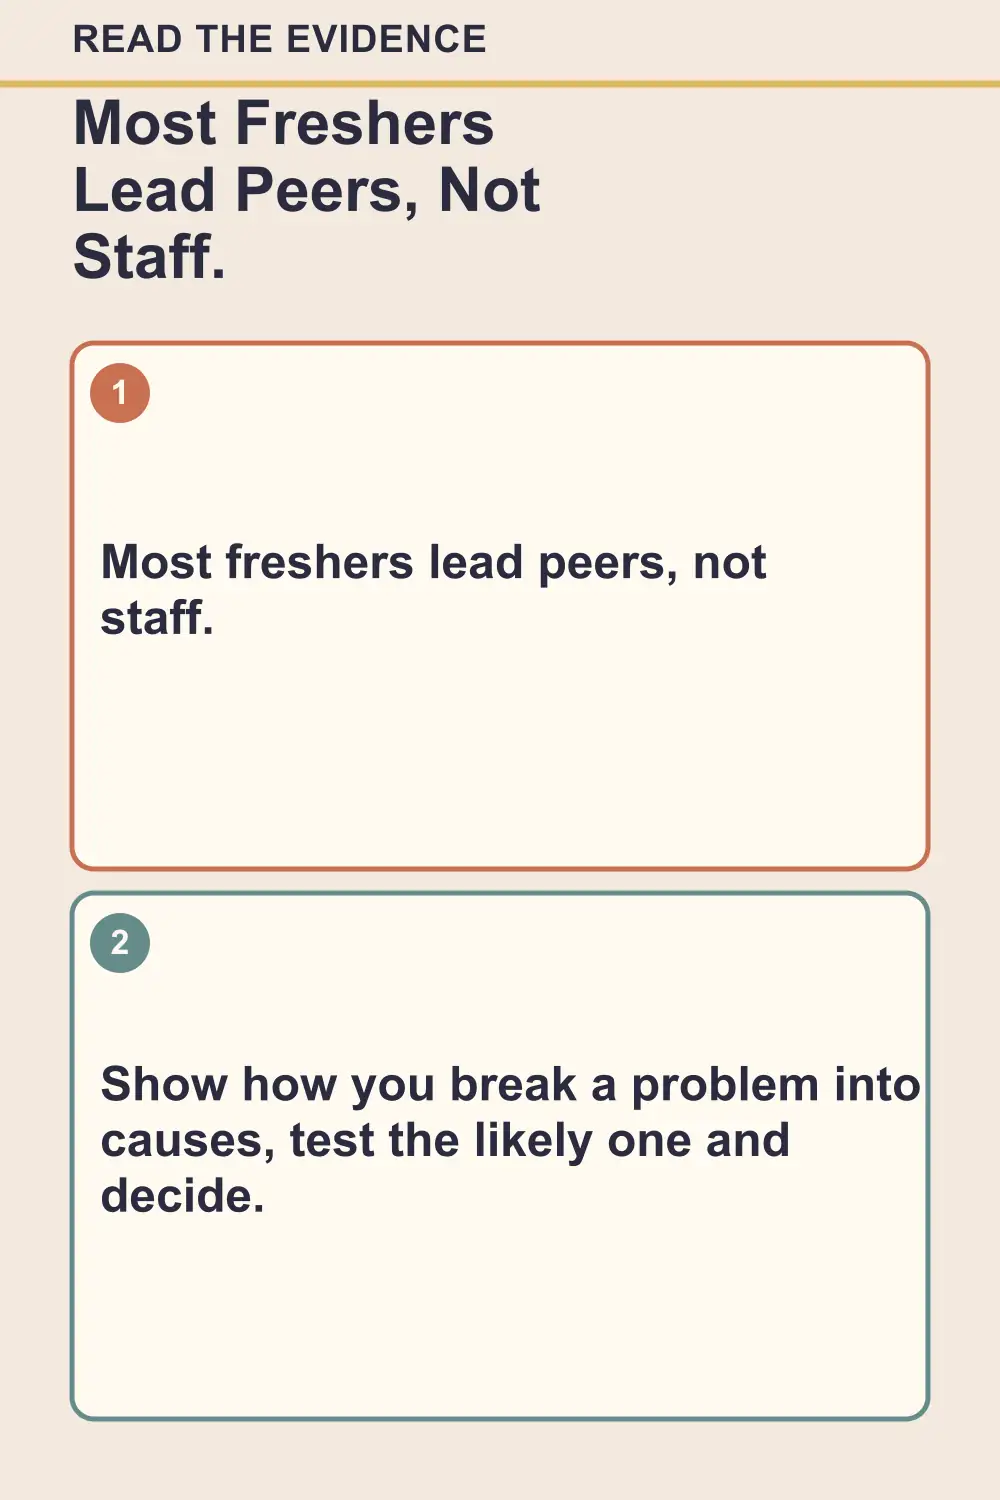 READ THE EVIDENCE
Most Freshers
Lead Peers, Not
Staff.
1
Most freshers lead peers, not
staff.
2
Show how you break a problem into
causes, test the likely one and
decide.